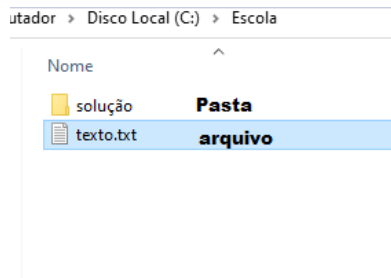 utador > Disco Local (C:) > Escola
Nome
solução Pasta
texto.txt arquivo